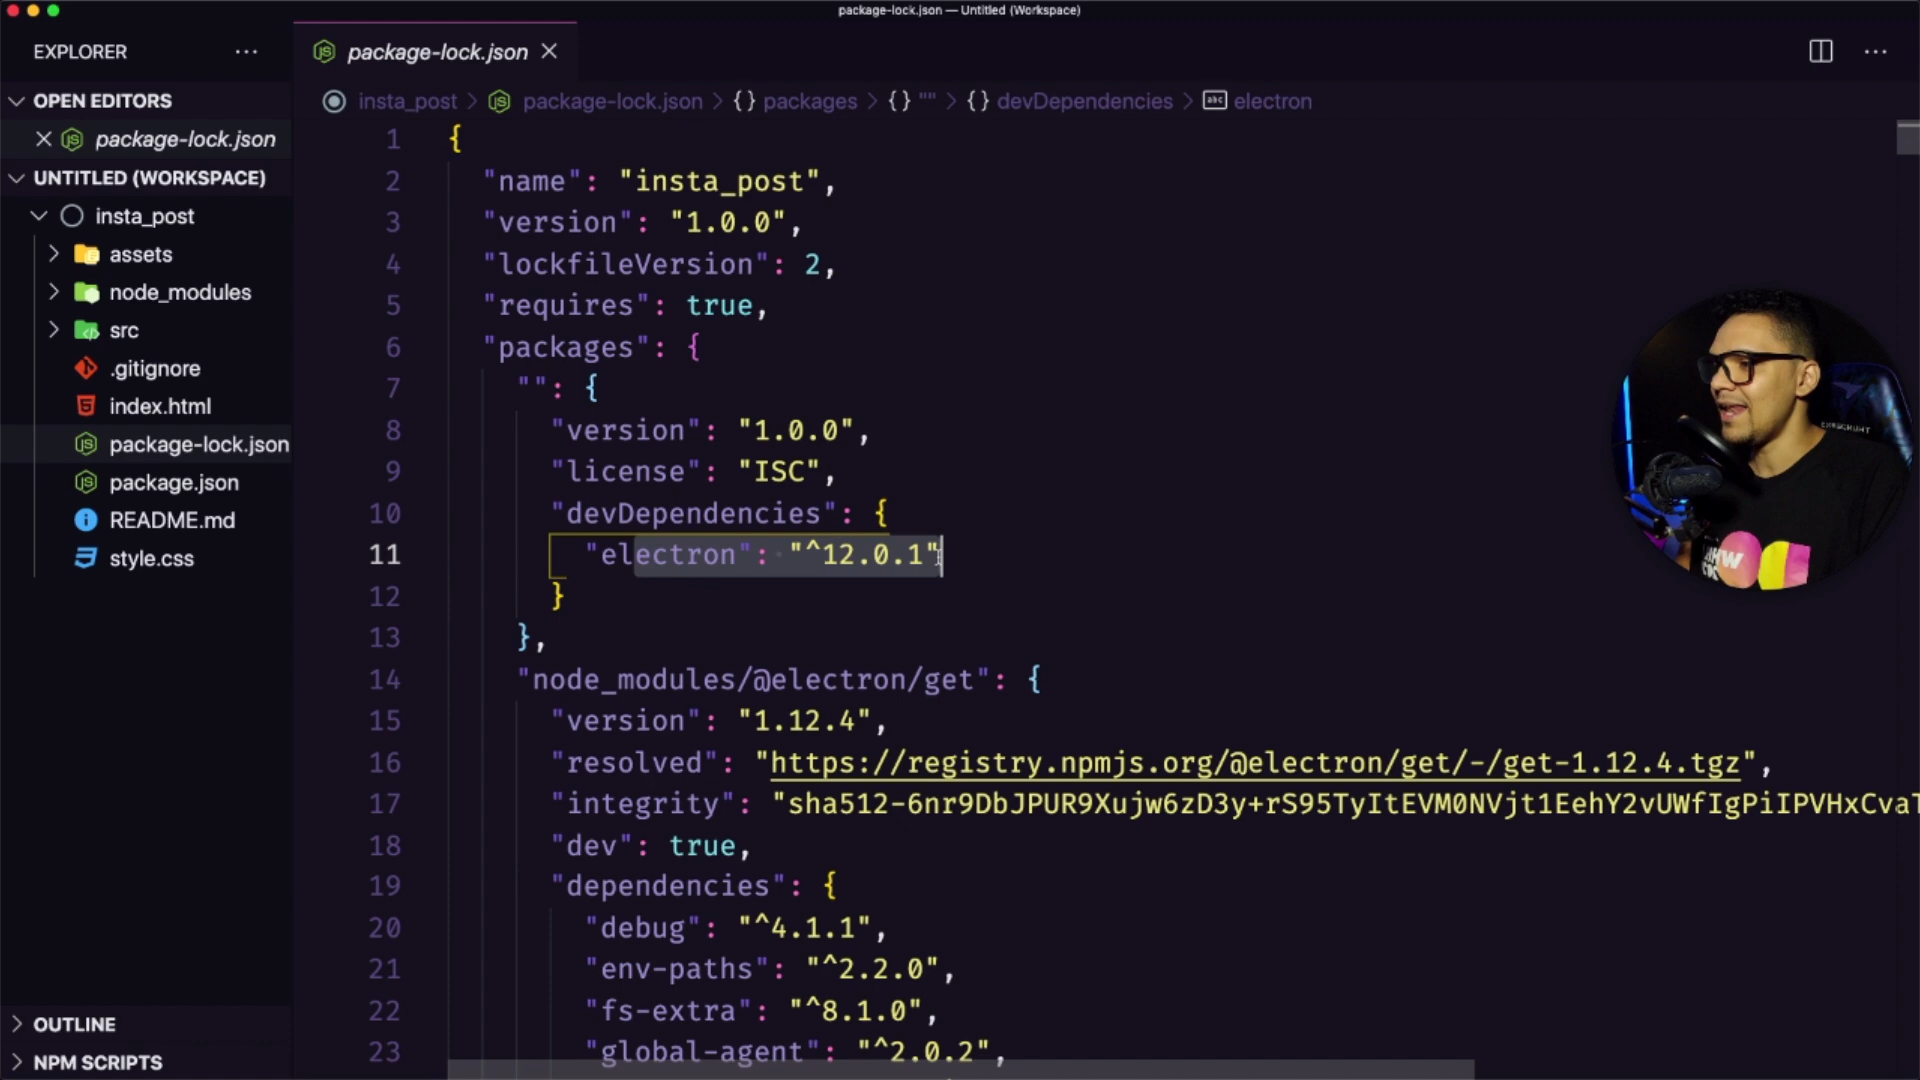 package-lock.json — Untitled (Workspace)
EXPLORER
OPEN EDITORS
package-lock.json
UNTITLED (WORKSPACE)
insta_post
assets
node_modules
src
.gitignore
index.html
package-lock.json
package.json
README.md
style.css
OUTLINE
NPM SCRIPTS
package-lock.json
insta_post > package-lock.json > {} packages > {} "" > {} devDependencies > abc electron
1 {
2 "name": "insta_post",
3 "version": "1.0.0",
4 "lockfileVersion": 2,
5 "requires": true,
6 "packages": {
7 "": {
8 "version": "1.0.0",
9 "license": "ISC",
10 "devDependencies": {
11 "electron": "^12.0.1"
12 }
13 },
14 "node_modules/@electron/get": {
15 "version": "1.12.4",
16 "resolved": "https://registry.npmjs.org/@electron/get/-/get-1.12.4.tgz",
17 "integrity": "sha512-6nr9DbJPUR9Xujw6zD3y+rS95TyItEVM0NVjt1EehY2vUWfIgPiIPVHxCvaT
18 "dev": true,
19 "dependencies": {
20 "debug": "^4.1.1",
21 "env-paths": "^2.2.0",
22 "fs-extra": "^8.1.0",
23 "global-agent": "^2.0.2",